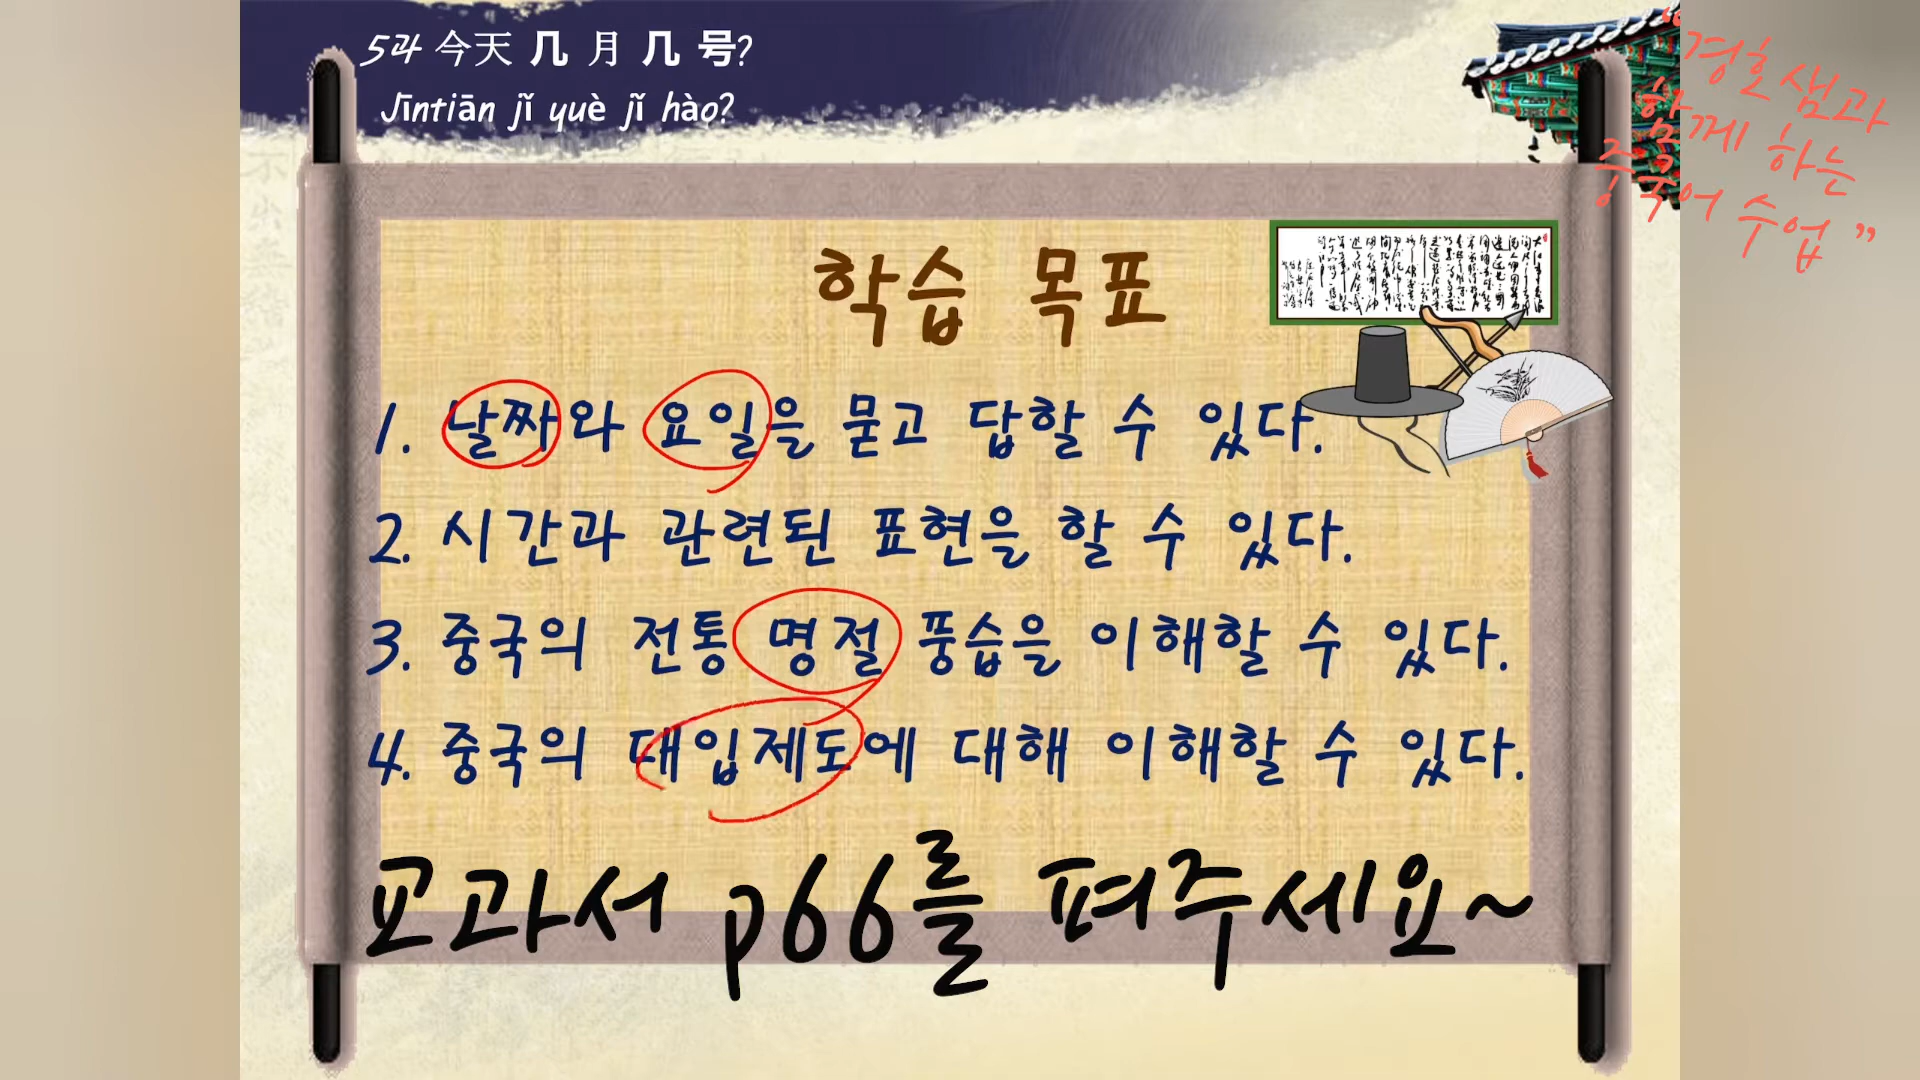 5과 今天 几 月 几 号?
Jīntiān jǐ yuè jǐ hào?
"경호샘과
함께 하는
중국어 수업"
학습 목표
1. 날짜와 요일을 묻고 답할 수 있다.
2. 시간과 관련된 표현을 할 수 있다.
3. 중국의 전통 명절 풍습을 이해할 수 있다.
4. 중국의 대입제도에 대해 이해할 수 있다.
교과서 p66를 펴주세요~